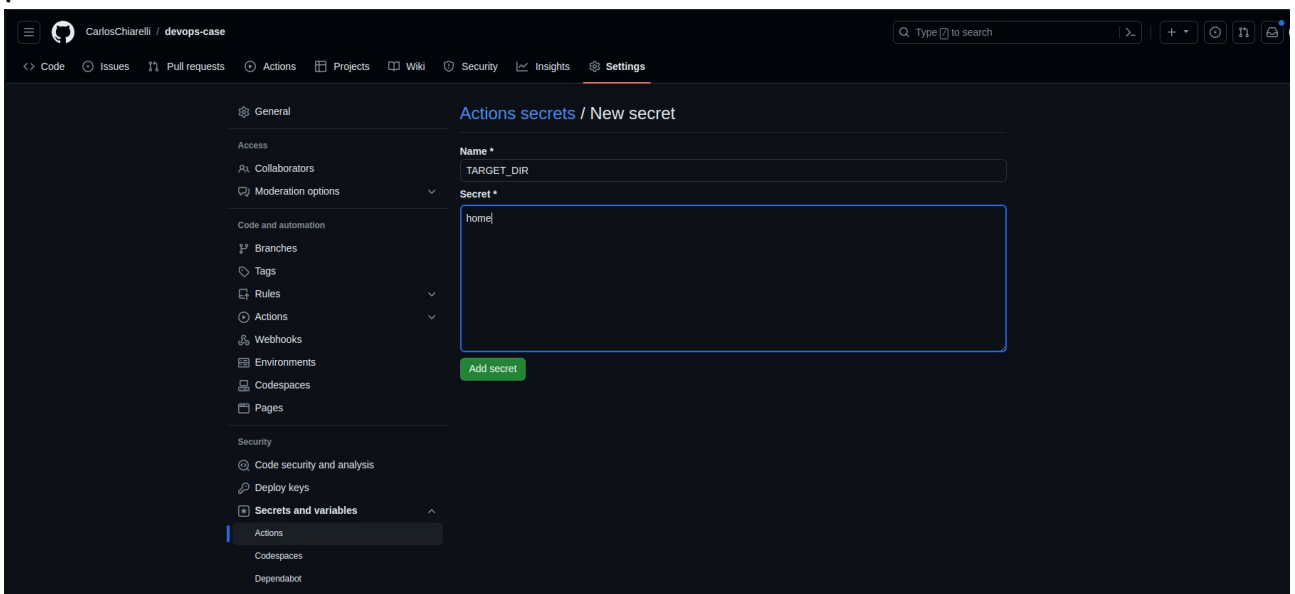 CarlosChiarelli / devops-case
Type / to search
Code Issues Pull requests Actions Projects Wiki Security Insights Settings
General
Access
Collaborators
Moderation options
Code and automation
Branches
Tags
Rules
Actions
Webhooks
Environments
Codespaces
Pages
Security
Code security and analysis
Deploy keys
Secrets and variables
Actions
Codespaces
Dependabot
Actions secrets / New secret
Name *
TARGET_DIR
Secret *
home
Add secret